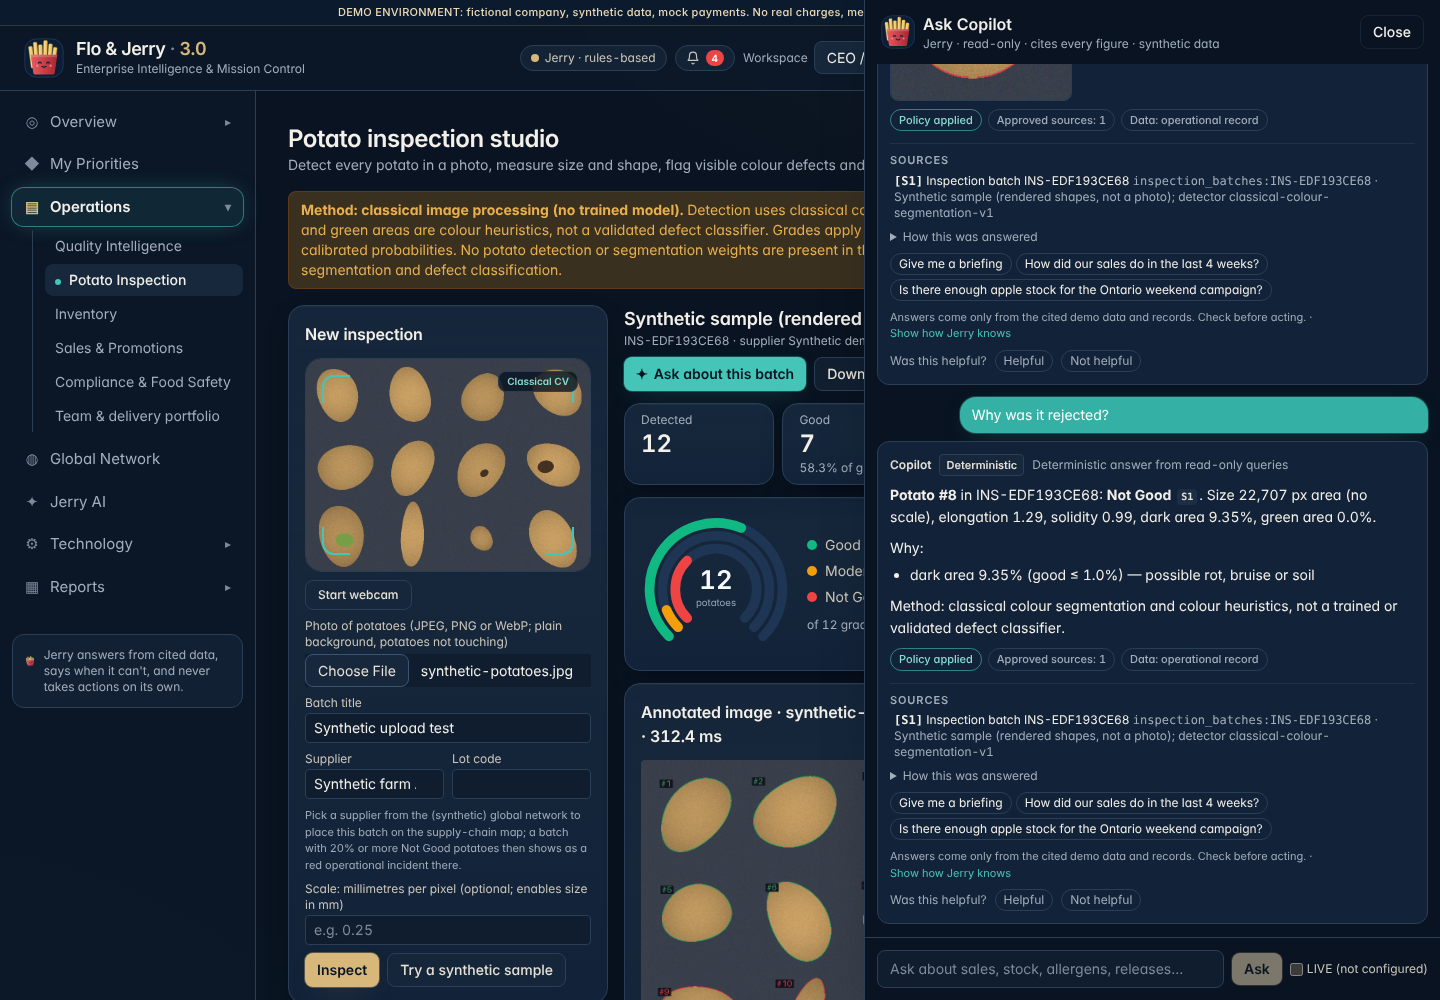 DEMO ENVIRONMENT: fictional company, synthetic data, mock payments. No real charges, me
Flo & Jerry · 3.0
Enterprise Intelligence & Mission Control
Jerry · rules-based
4
Workspace
CEO /
Overview
My Priorities
Operations
Quality Intelligence
Potato Inspection
Inventory
Sales & Promotions
Compliance & Food Safety
Team & delivery portfolio
Global Network
Jerry AI
Technology
Reports
Jerry answers from cited data,
says when it can't, and never
takes actions on its own.
Potato inspection studio
Detect every potato in a photo, measure size and shape, flag visible colour defects and
Method: classical image processing (no trained model). Detection uses classical co
and green areas are colour heuristics, not a validated defect classifier. Grades apply
calibrated probabilities. No potato detection or segmentation weights are present in th
segmentation and defect classification.
New inspection
Classical CV
Start webcam
Photo of potatoes (JPEG, PNG or WebP; plain
background, potatoes not touching)
Choose File synthetic-potatoes.jpg
Batch title
Synthetic upload test
Supplier Lot code
Synthetic farm .
Pick a supplier from the (synthetic) global network to
place this batch on the supply-chain map; a batch
with 20% or more Not Good potatoes then shows as a
red operational incident there.
Scale: millimetres per pixel (optional; enables size
in mm)
e.g. 0.25
Inspect Try a synthetic sample
Synthetic sample (rendered
INS-EDF193CE68 · supplier Synthetic den
Ask about this batch Down
Detected
12
Good
7
58.3% of g
12
potatoes
Good
Mode
Not G
of 12 grad
Annotated image · synthetic-
· 312.4 ms
#1 #2
#5 #6
#9 #10
Ask Copilot
Jerry · read-only · cites every figure · synthetic data
Close
Policy applied Approved sources: 1 Data: operational record
SOURCES
[S1] Inspection batch INS-EDF193CE68 inspection_batches:INS-EDF193CE68 ·
Synthetic sample (rendered shapes, not a photo); detector classical-colour-
segmentation-v1
How this was answered
Give me a briefing How did our sales do in the last 4 weeks?
Is there enough apple stock for the Ontario weekend campaign?
Answers come only from the cited demo data and records. Check before acting. ·
Show how Jerry knows
Was this helpful? Helpful Not helpful
Why was it rejected?
Copilot Deterministic Deterministic answer from read-only queries
Potato #8 in INS-EDF193CE68: Not Good S1 . Size 22,707 px area (no
scale), elongation 1.29, solidity 0.99, dark area 9.35%, green area 0.0%.
Why:
• dark area 9.35% (good ≤ 1.0%) — possible rot, bruise or soil
Method: classical colour segmentation and colour heuristics, not a trained or
validated defect classifier.
Policy applied Approved sources: 1 Data: operational record
SOURCES
[S1] Inspection batch INS-EDF193CE68 inspection_batches:INS-EDF193CE68 ·
Synthetic sample (rendered shapes, not a photo); detector classical-colour-
segmentation-v1
How this was answered
Give me a briefing How did our sales do in the last 4 weeks?
Is there enough apple stock for the Ontario weekend campaign?
Answers come only from the cited demo data and records. Check before acting. ·
Show how Jerry knows
Was this helpful? Helpful Not helpful
Ask about sales, stock, allergens, releases... Ask LIVE (not configured)